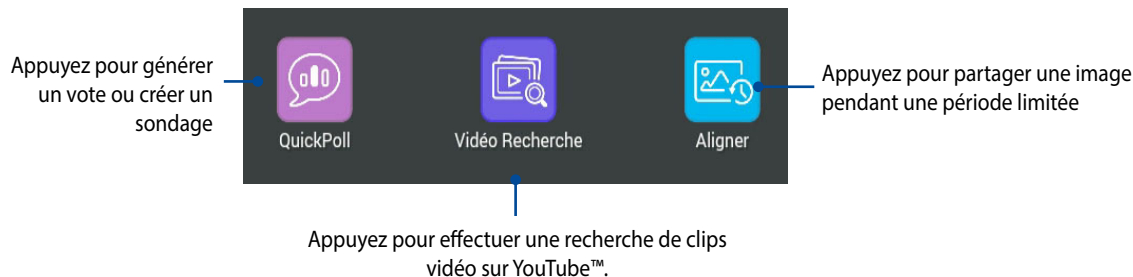 Appuyez pour générer
un vote ou créer un
sondage
QuickPoll
Vidéo Recherche
Aligner
Appuyez pour partager une image
pendant une période limitée
Appuyez pour effectuer une recherche de clips
vidéo sur YouTube™.